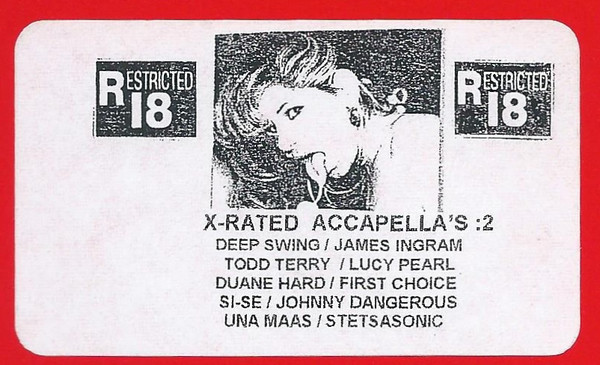 RESTRICTED
18
RESTRICTED
18
X-RATED ACCAPELLA'S :2
DEEP SWING / JAMES INGRAM
TODD TERRY / LUCY PEARL
DUANE HARD / FIRST CHOICE
SI-SE / JOHNNY DANGEROUS
UNA MAAS / STETSASONIC